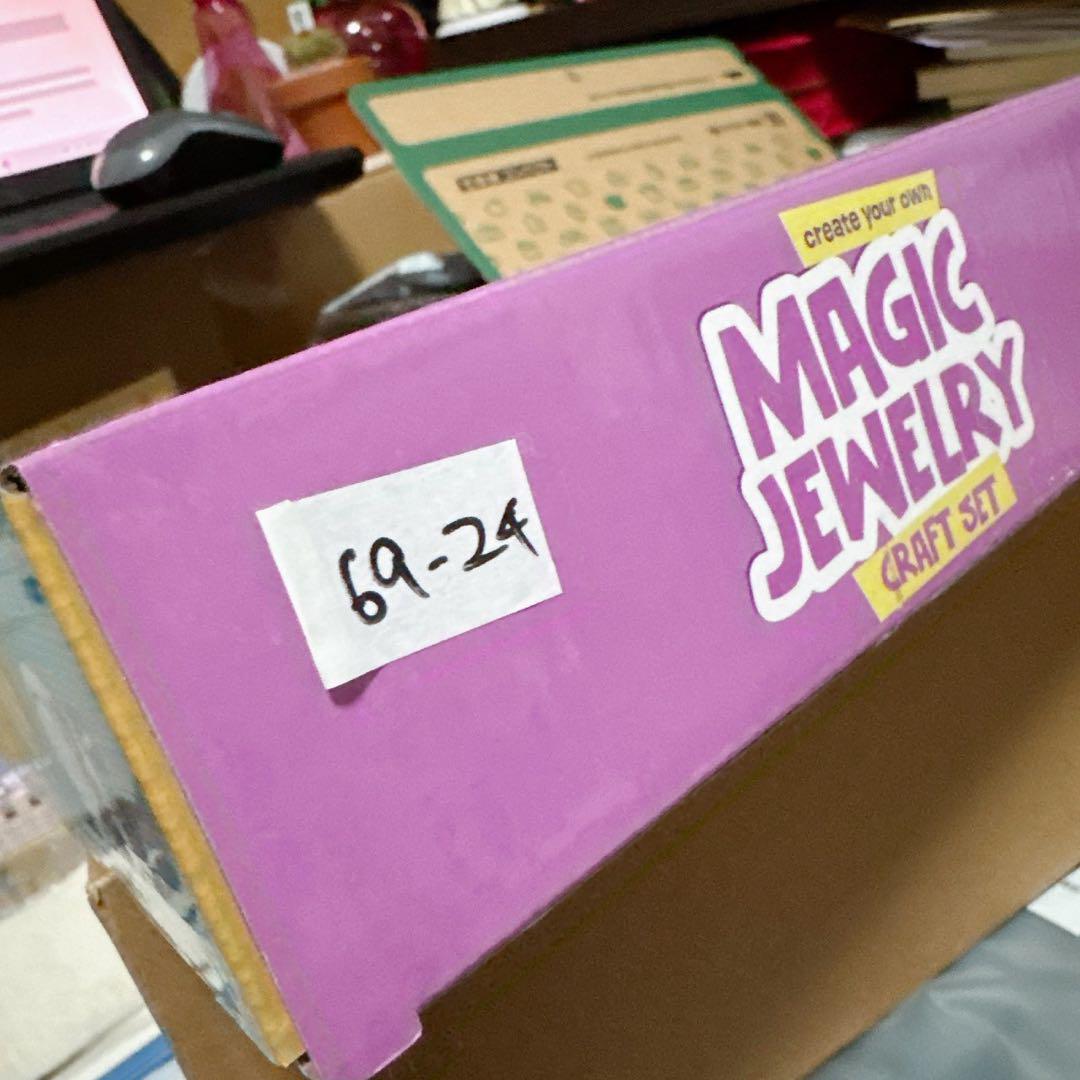 create your own
MAGIC
JEWELRY
CRAFT SET
69-24